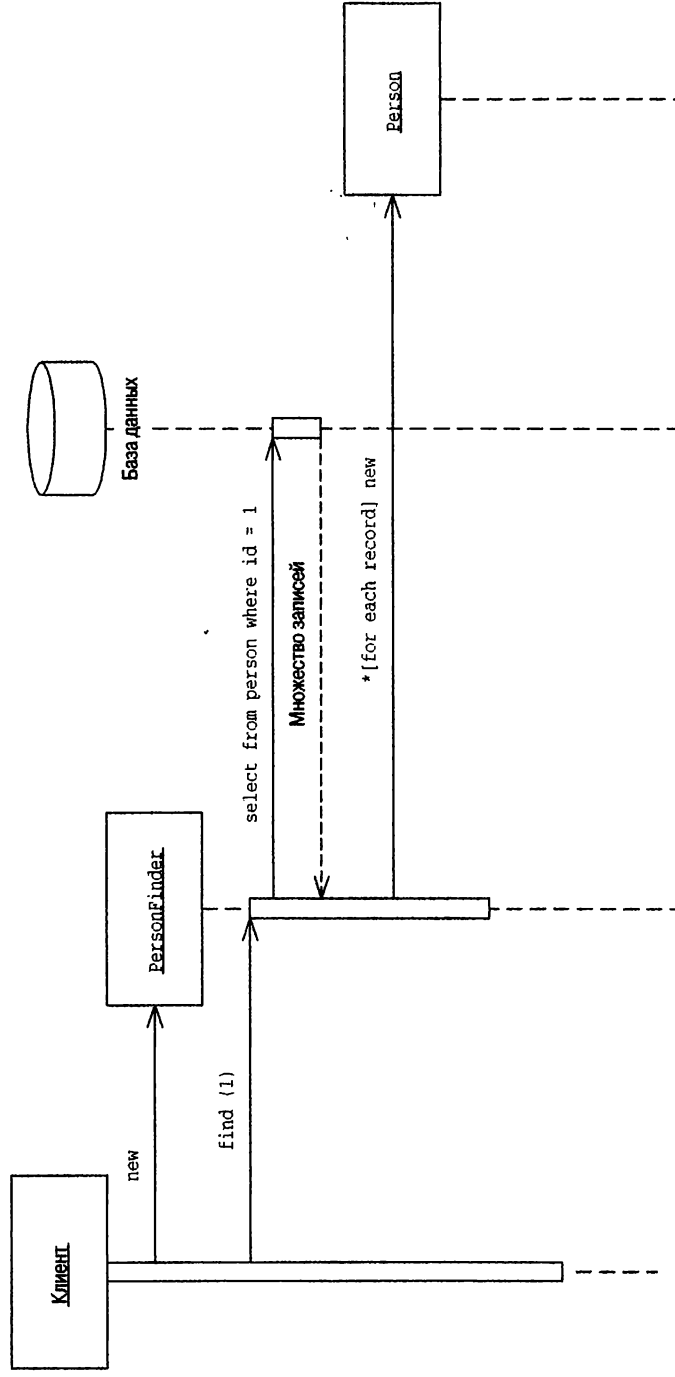 Клиент
new
PersonFinder
find (1)
База данных
select from person where id = 1
Множество записей
*[for each record] new
Person